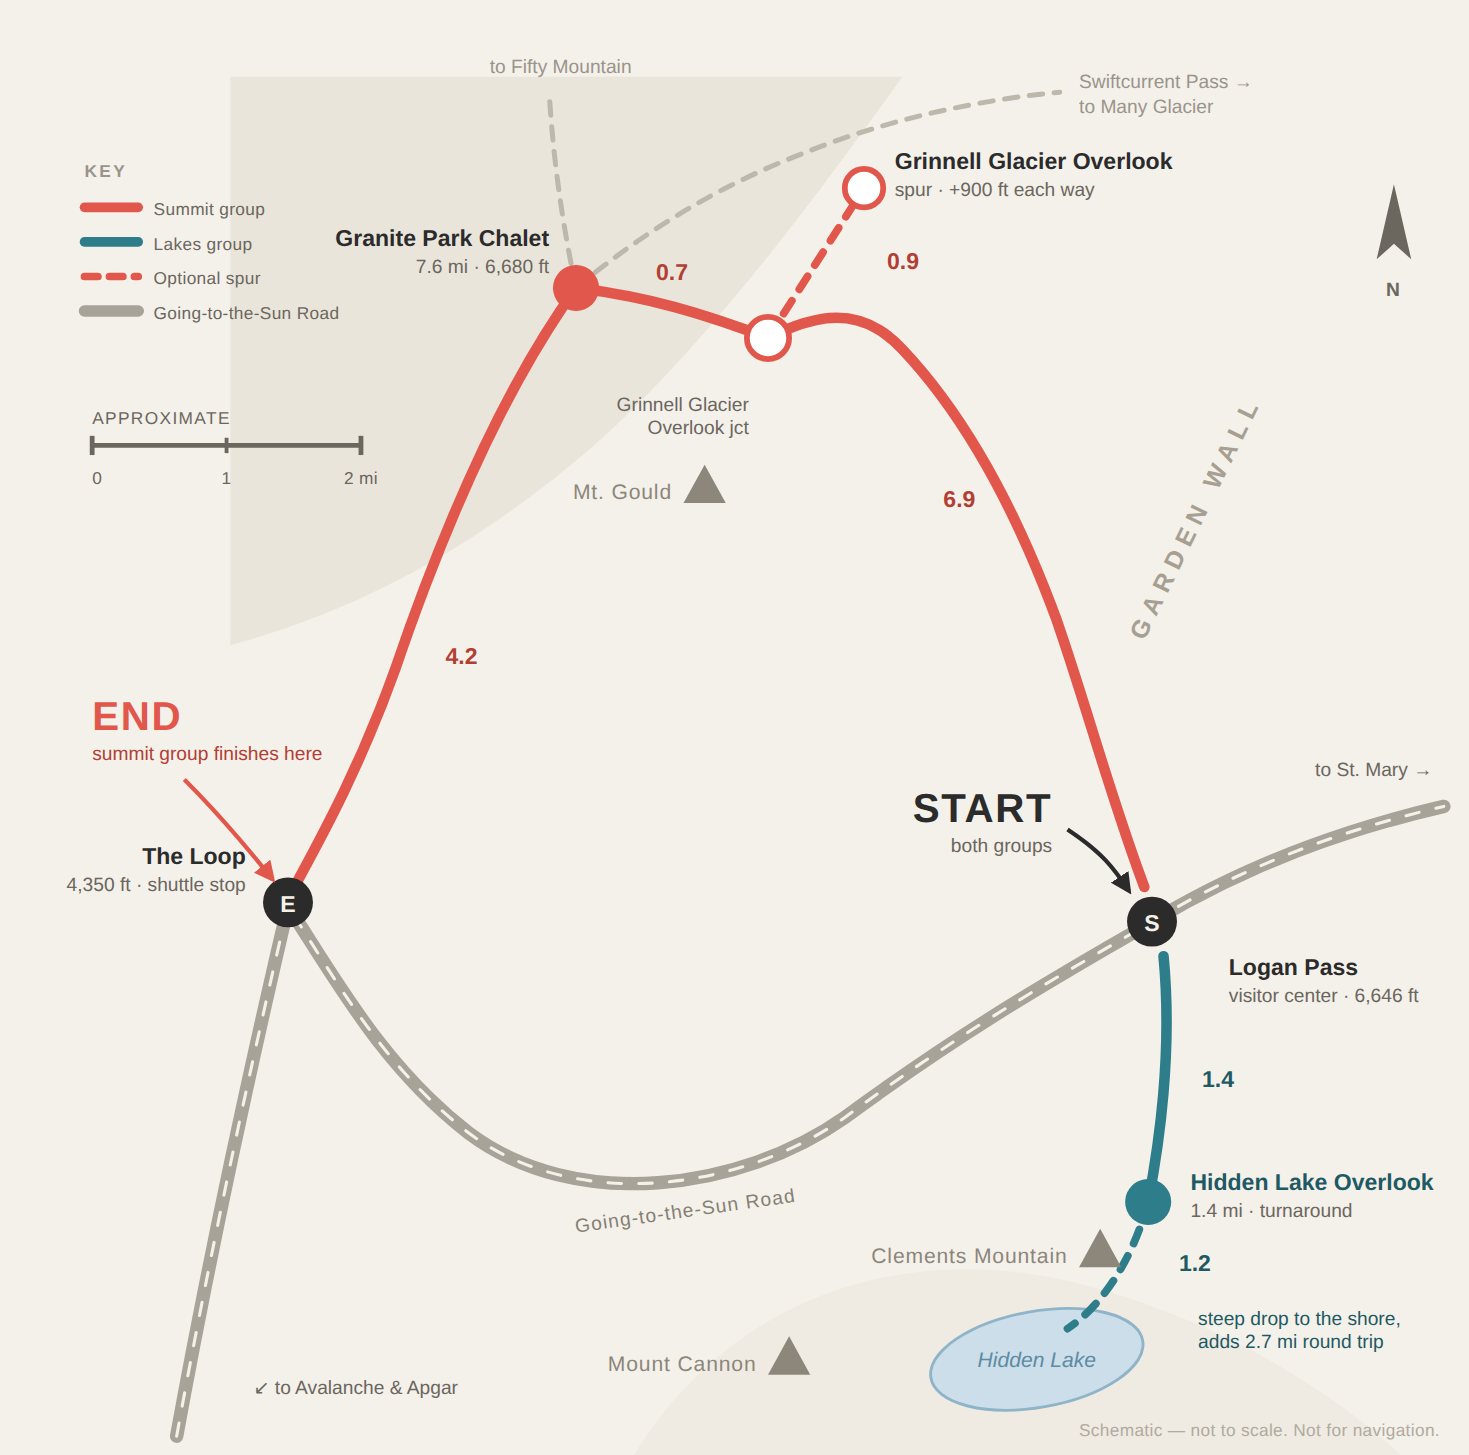 to Fifty Mountain
Swiftcurrent Pass →
to Many Glacier
KEY
Summit group
Lakes group
Optional spur
Going-to-the-Sun Road
Grinnell Glacier Overlook
spur · +900 ft each way
Granite Park Chalet
7.6 mi · 6,680 ft
0.7
0.9
N
Grinnell Glacier
Overlook jct
APPROXIMATE
0 1 2 mi
Mt. Gould
6.9
GARDEN WALL
4.2
END
summit group finishes here
START
both groups
to St. Mary →
The Loop
4,350 ft · shuttle stop
E
S
Logan Pass
visitor center · 6,646 ft
1.4
Going-to-the-Sun Road
Hidden Lake Overlook
1.4 mi · turnaround
Clements Mountain
1.2
steep drop to the shore,
adds 2.7 mi round trip
Mount Cannon
Hidden Lake
↙ to Avalanche & Apgar
Schematic — not to scale. Not for navigation.